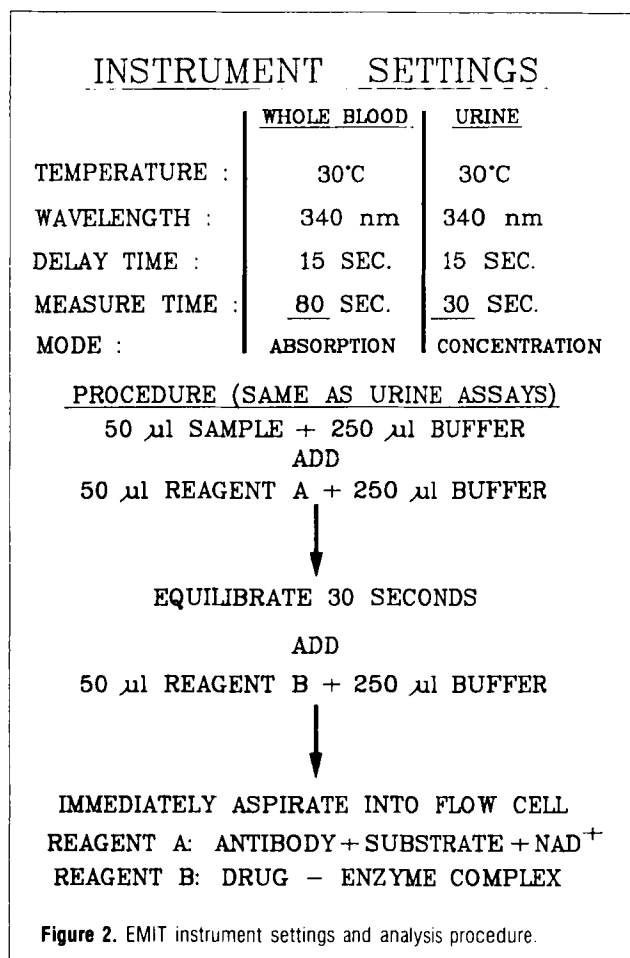 INSTRUMENT SETTINGS
WHOLE BLOOD URINE
TEMPERATURE : 30°C 30°C
WAVELENGTH : 340 nm 340 nm
DELAY TIME : 15 SEC. 15 SEC.
MEASURE TIME : 80 SEC. 30 SEC.
MODE : ABSORPTION CONCENTRATION
PROCEDURE (SAME AS URINE ASSAYS)
50 µl SAMPLE + 250 µl BUFFER
ADD
50 µl REAGENT A + 250 µl BUFFER
EQUILIBRATE 30 SECONDS
ADD
50 µl REAGENT B + 250 µl BUFFER
IMMEDIATELY ASPIRATE INTO FLOW CELL
REAGENT A: ANTIBODY + SUBSTRATE + NAD⁺
REAGENT B: DRUG – ENZYME COMPLEX
Figure 2. EMIT instrument settings and analysis procedure.